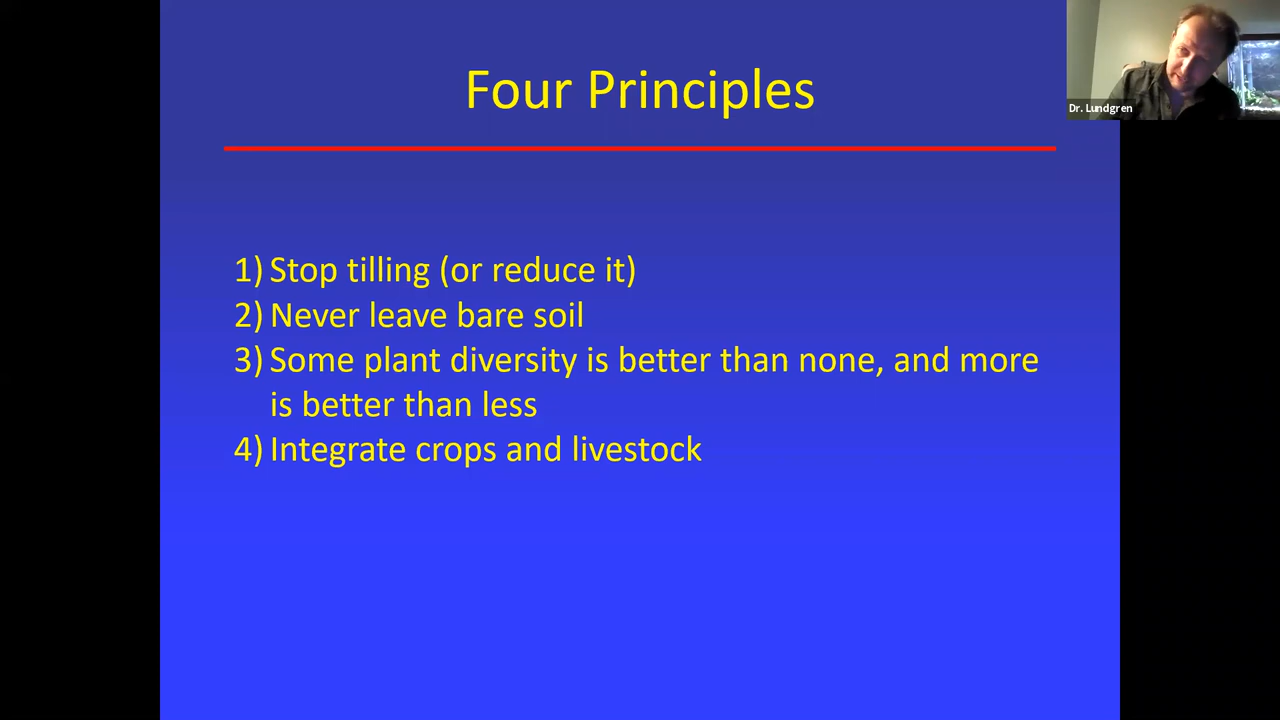 Four Principles
Dr. Lundgren
1) Stop tilling (or reduce it)
2) Never leave bare soil
3) Some plant diversity is better than none, and more
is better than less
4) Integrate crops and livestock